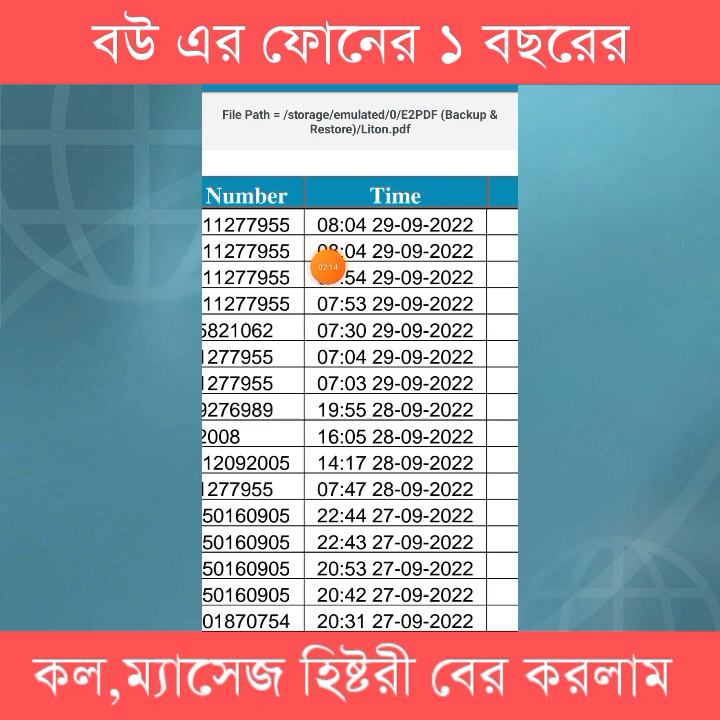 বউ এর ফোনের ১ বছরের
File Path = /storage/emulated/0/E2PDF (Backup &
Restore)/Liton.pdf
Number Time
11277955 08:04 29-09-2022
11277955 08:04 29-09-2022
02:14
11277955 :54 29-09-2022
11277955 07:53 29-09-2022
5821062 07:30 29-09-2022
1277955 07:04 29-09-2022
1277955 07:03 29-09-2022
9276989 19:55 28-09-2022
2008 16:05 28-09-2022
12092005 14:17 28-09-2022
1277955 07:47 28-09-2022
50160905 22:44 27-09-2022
50160905 22:43 27-09-2022
50160905 20:53 27-09-2022
50160905 20:42 27-09-2022
01870754 20:31 27-09-2022
কল,ম্যাসেজ হিষ্টরী বের করলাম